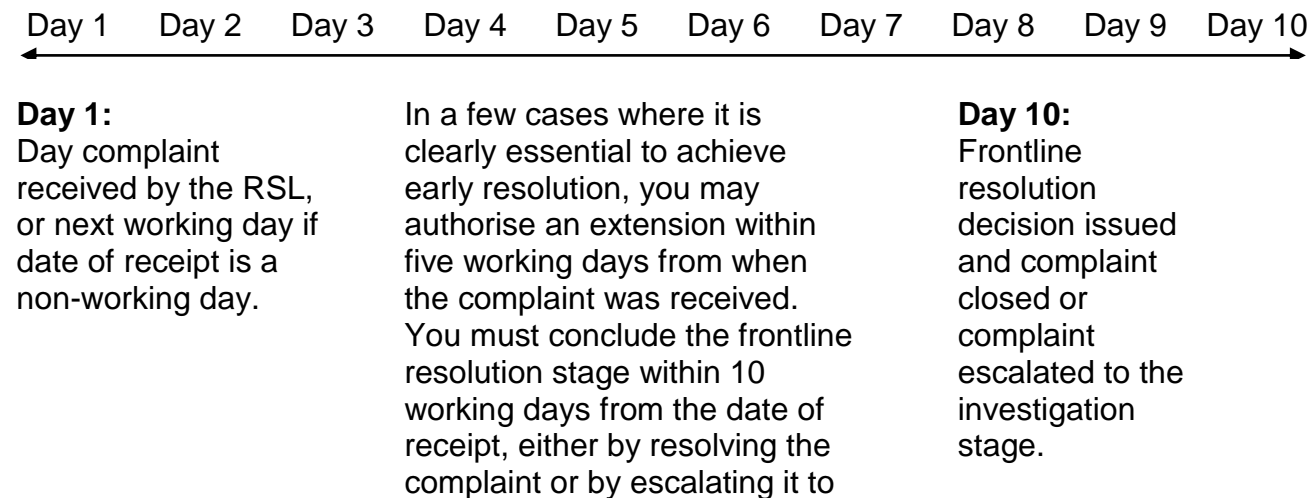 Day 1 Day 2 Day 3 Day 4 Day 5 Day 6 Day 7 Day 8 Day 9 Day 10
Day 1:
Day complaint
received by the RSL,
or next working day if
date of receipt is a
non-working day.
In a few cases where it is
clearly essential to achieve
early resolution, you may
authorise an extension within
five working days from when
the complaint was received.
You must conclude the frontline
resolution stage within 10
working days from the date of
receipt, either by resolving the
complaint or by escalating it to
Day 10:
Frontline
resolution
decision issued
and complaint
closed or
complaint
escalated to the
investigation
stage.